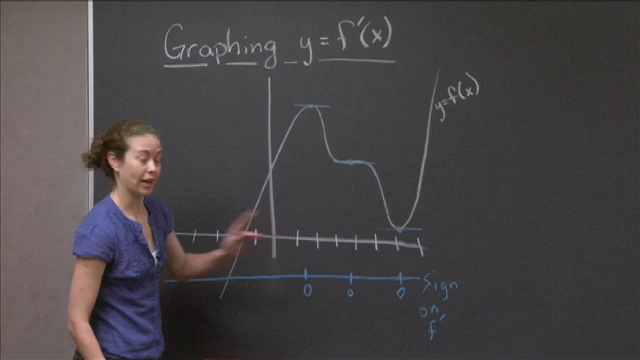 Graphing y=f'(x)
y=f(x)
0 0 0 Sign
on
f'